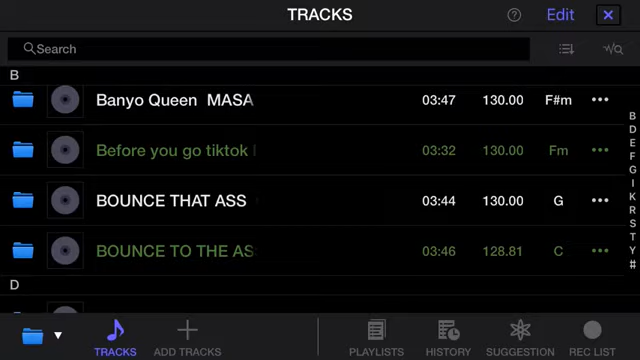 TRACKS
? Edit ×
Search
B
Banyo Queen MASA 03:47 130.00 F#m •••
Before you go tiktok 03:32 130.00 Fm •••
BOUNCE THAT ASS 03:44 130.00 G •••
BOUNCE TO THE AS 03:46 128.81 C •••
D
B
D
E
F
G
I
K
R
S
T
Y
#
TRACKS
ADD TRACKS
PLAYLISTS
HISTORY
SUGGESTION
REC LIST